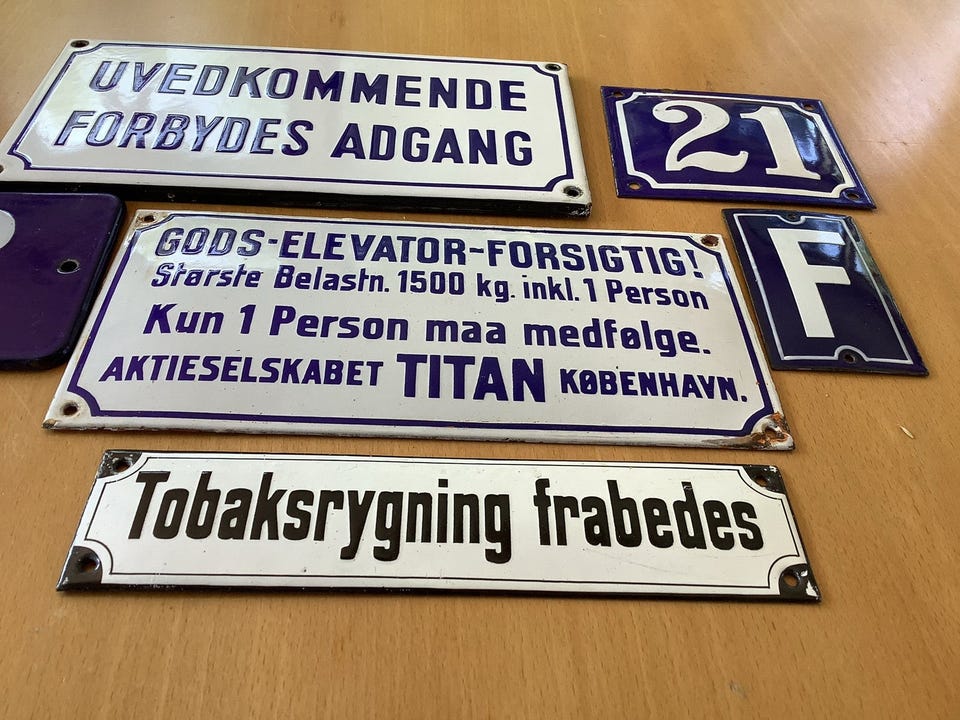 UVEDKOMMENDE
FORBYDES ADGANG
21
GODS-ELEVATOR-FORSIGTIG!
Største Belastn. 1500 kg. inkl. 1 Person
Kun 1 Person maa medfølge.
AKTIESELSKABET TITAN KØBENHAVN.
F
Tobaksrygning frabedes